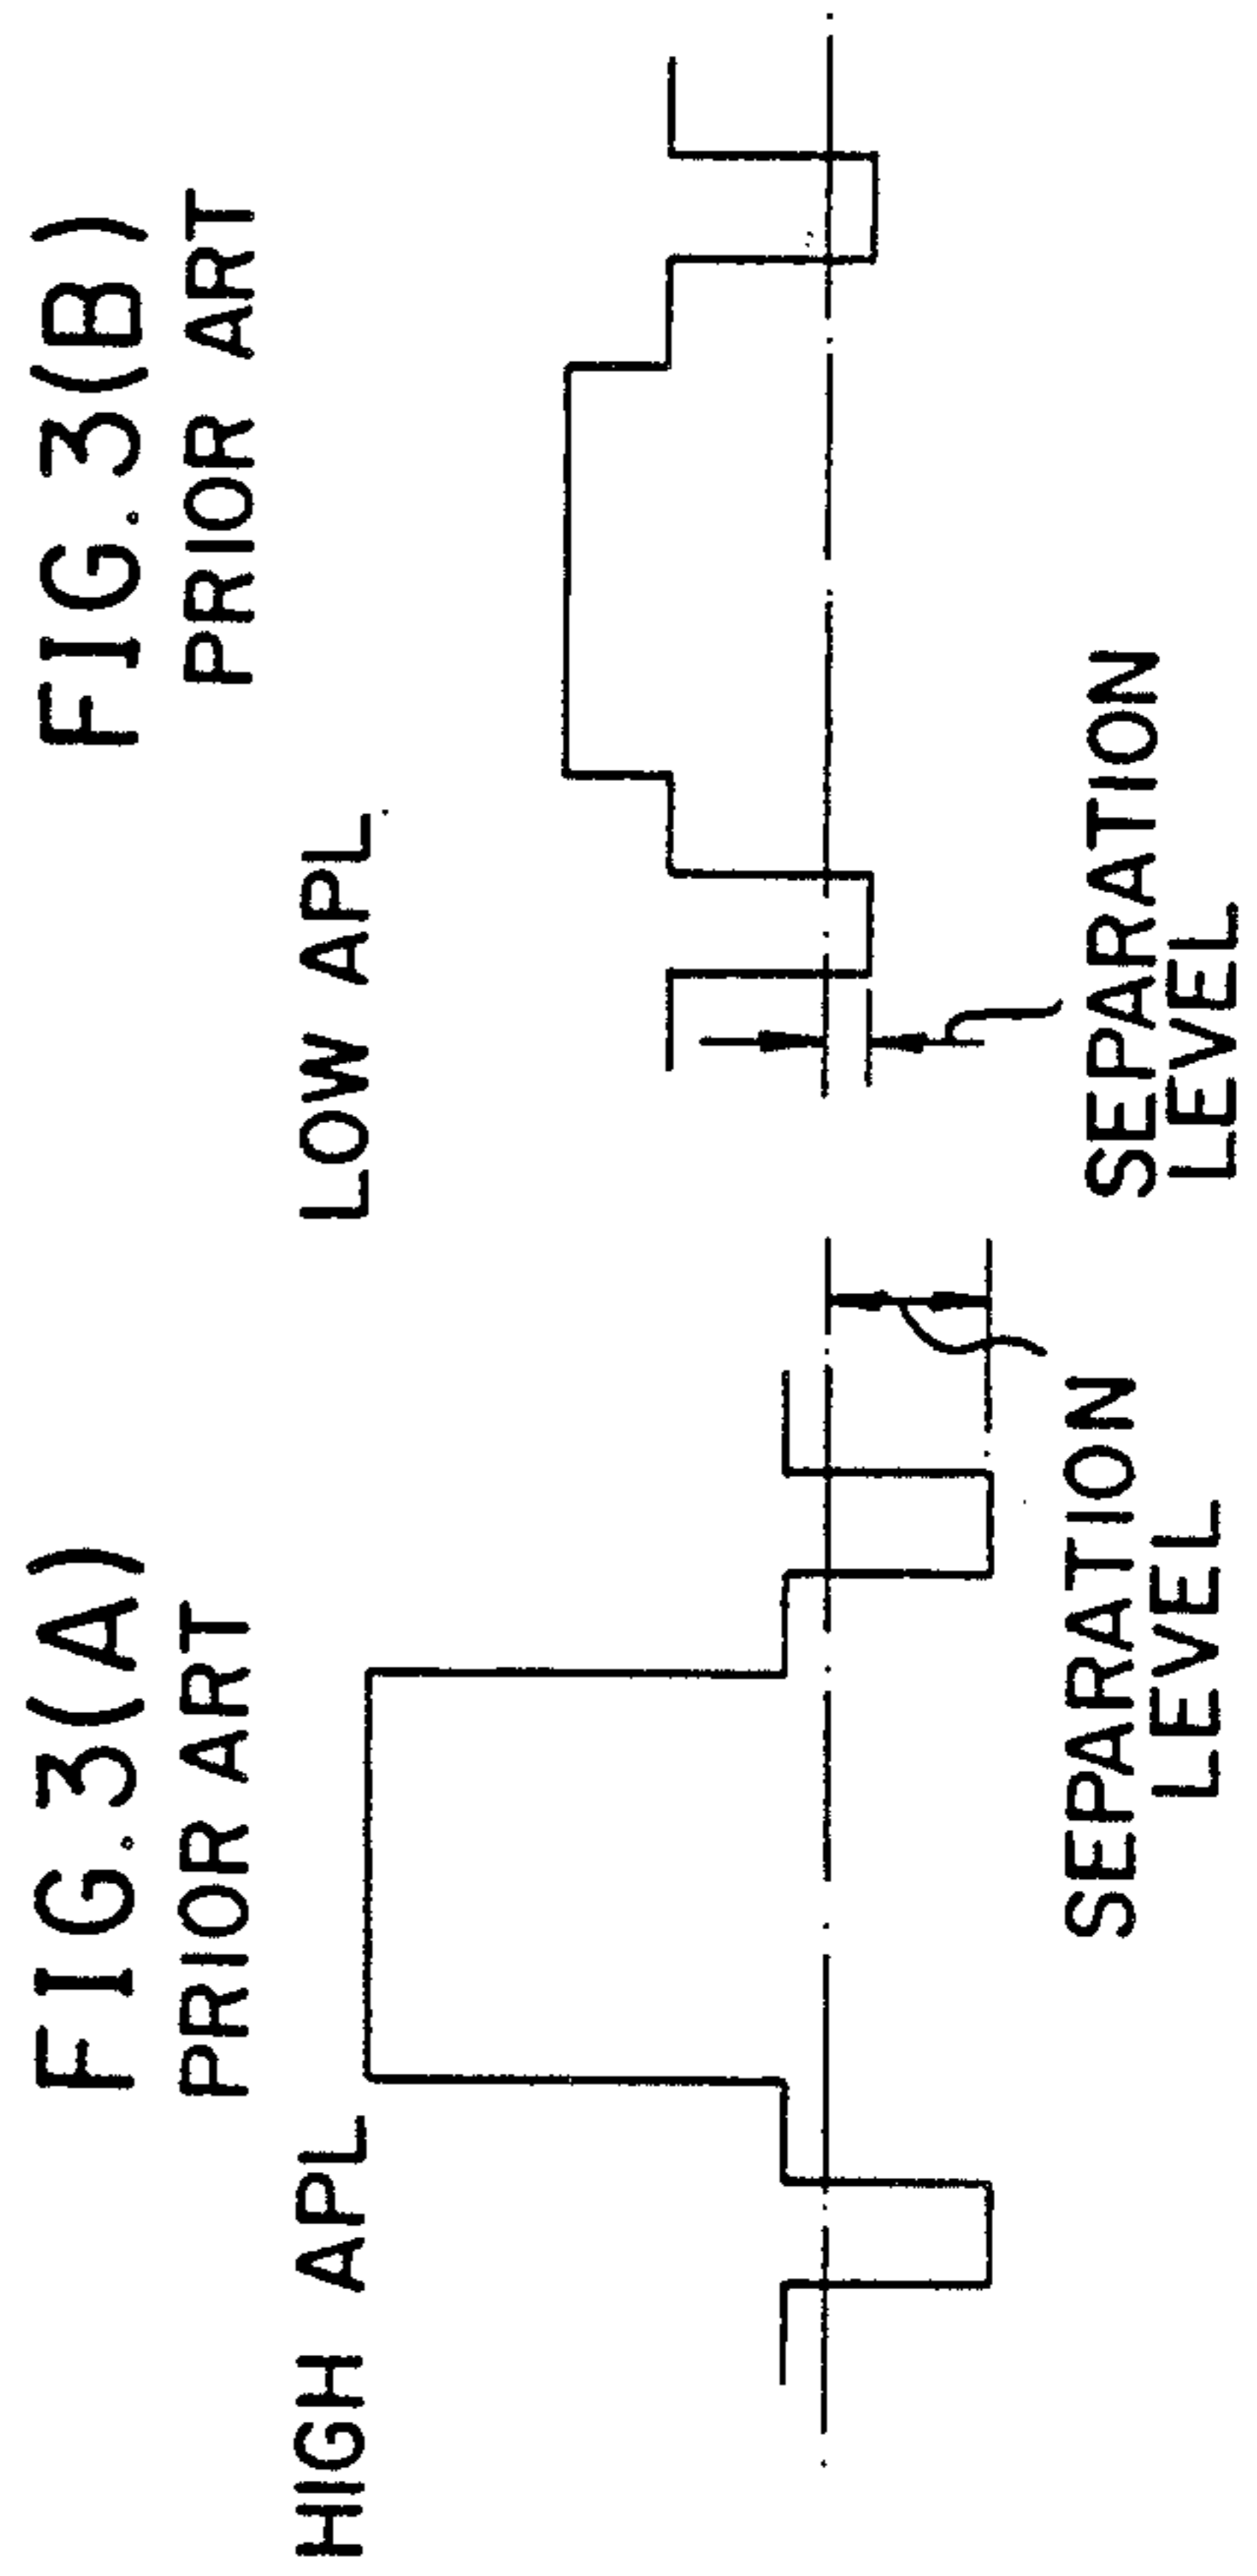 FIG.3(A)
PRIOR ART
HIGH APL
SEPARATION
LEVEL
FIG.3(B)
PRIOR ART
LOW APL
SEPARATION
LEVEL